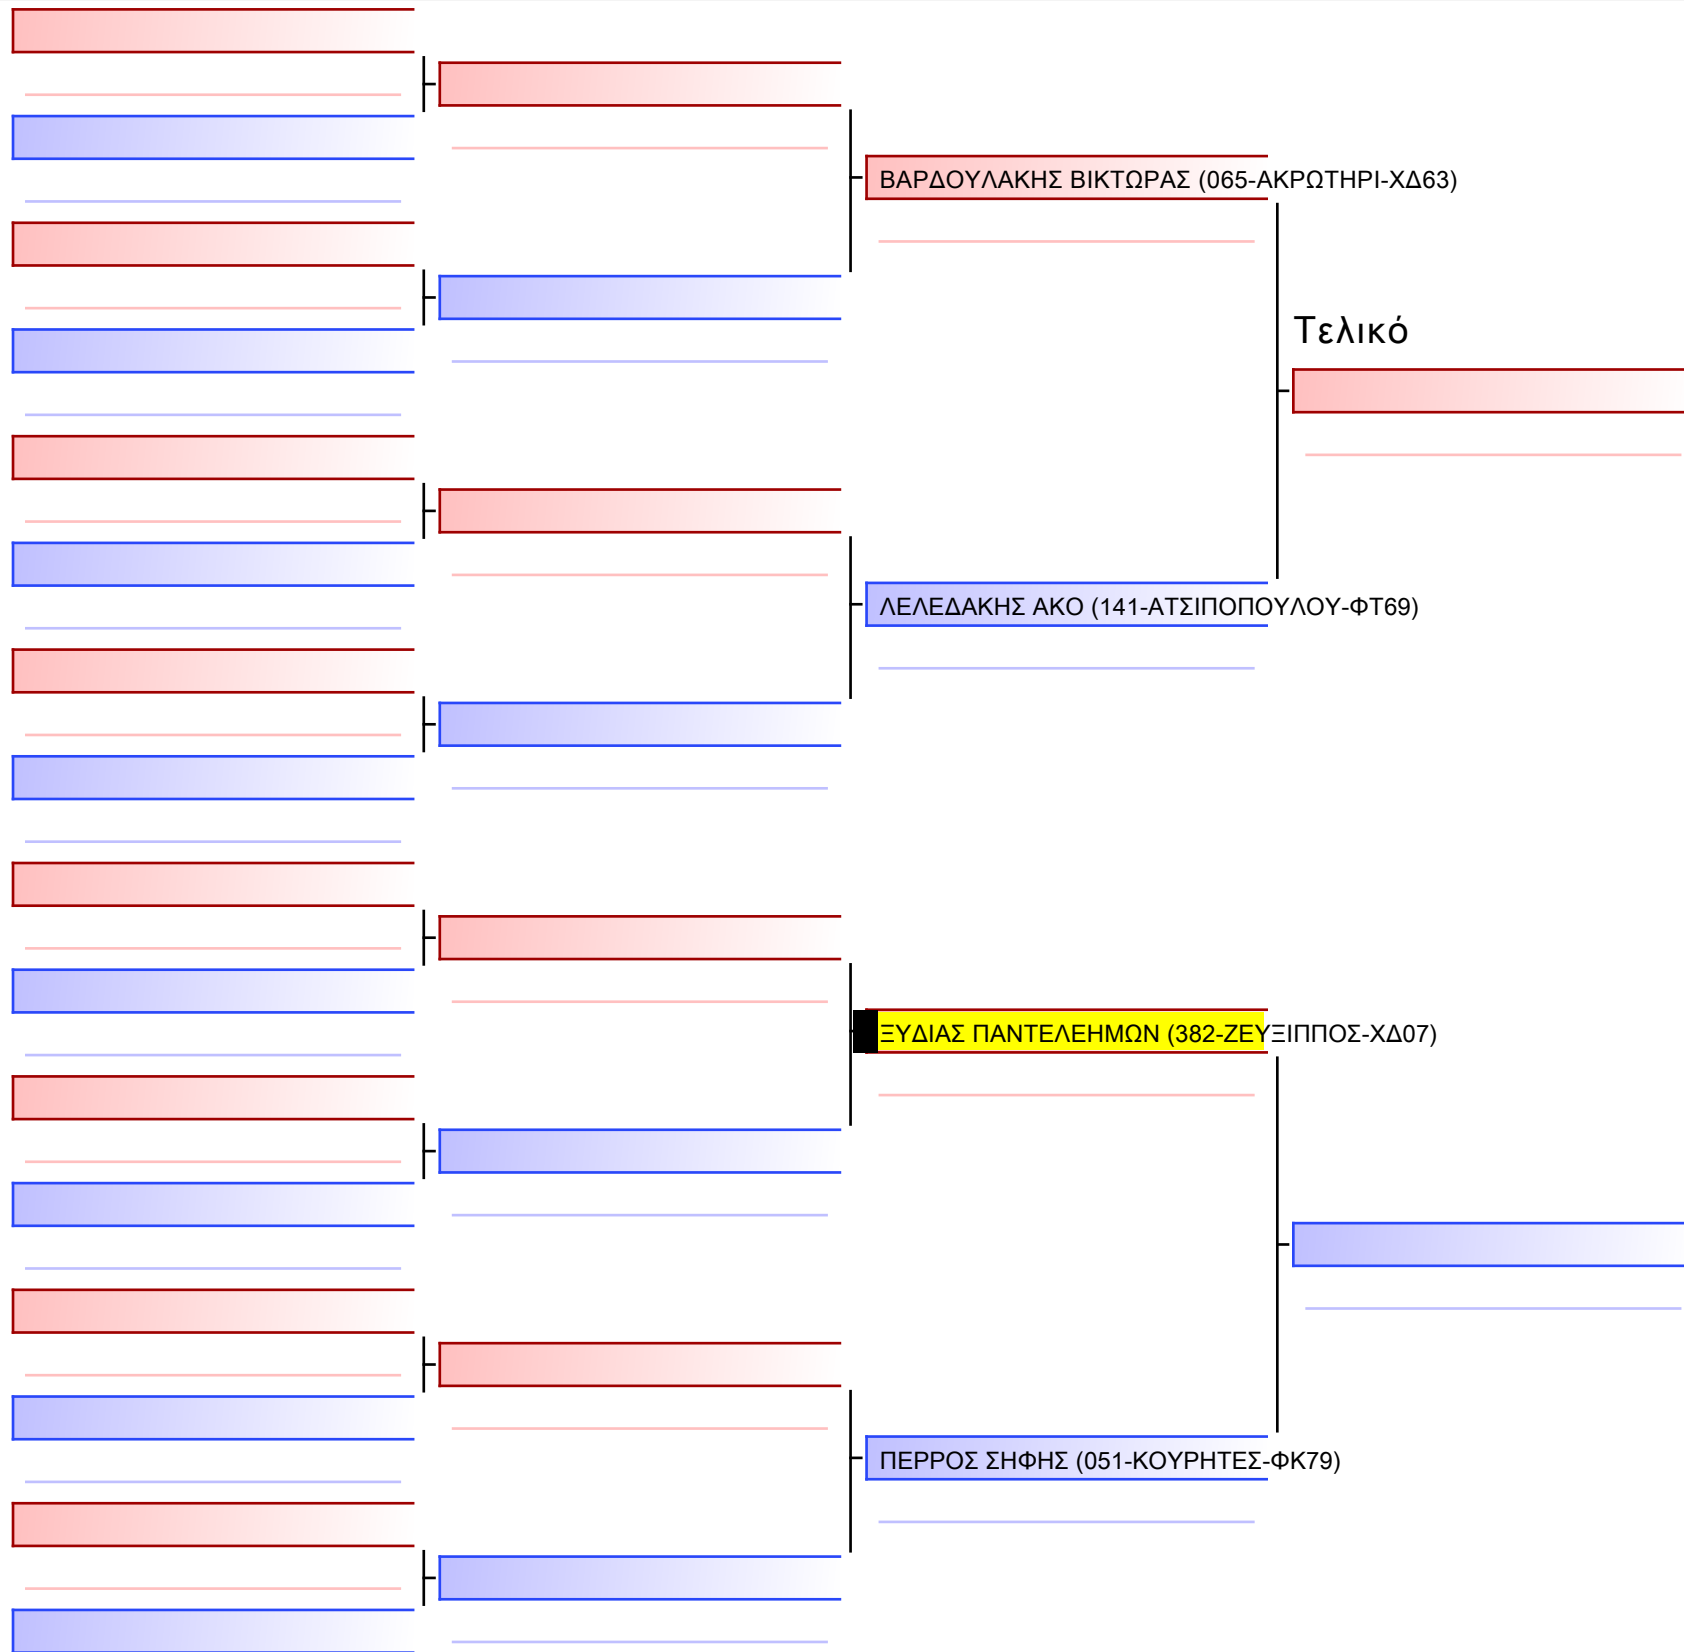 ΒΑΡΔΟΥΛΑΚΗΣ ΒΙΚΤΩΡΑΣ (065-ΑΚΡΩΤΗΡΙ-ΧΔ63)
Τελικό
ΛΕΛΕΔΑΚΗΣ ΑΚΟ (141-ΑΤΣΙΠΟΠΟΥΛΟΥ-ΦΤ69)
ΞΥΔΙΑΣ ΠΑΝΤΕΛΕΗΜΩΝ (382-ΖΕΥΞΙΠΠΟΣ-ΧΔ07)
ΠΕΡΡΟΣ ΣΗΦΗΣ (051-ΚΟΥΡΗΤΕΣ-ΦΚ79)